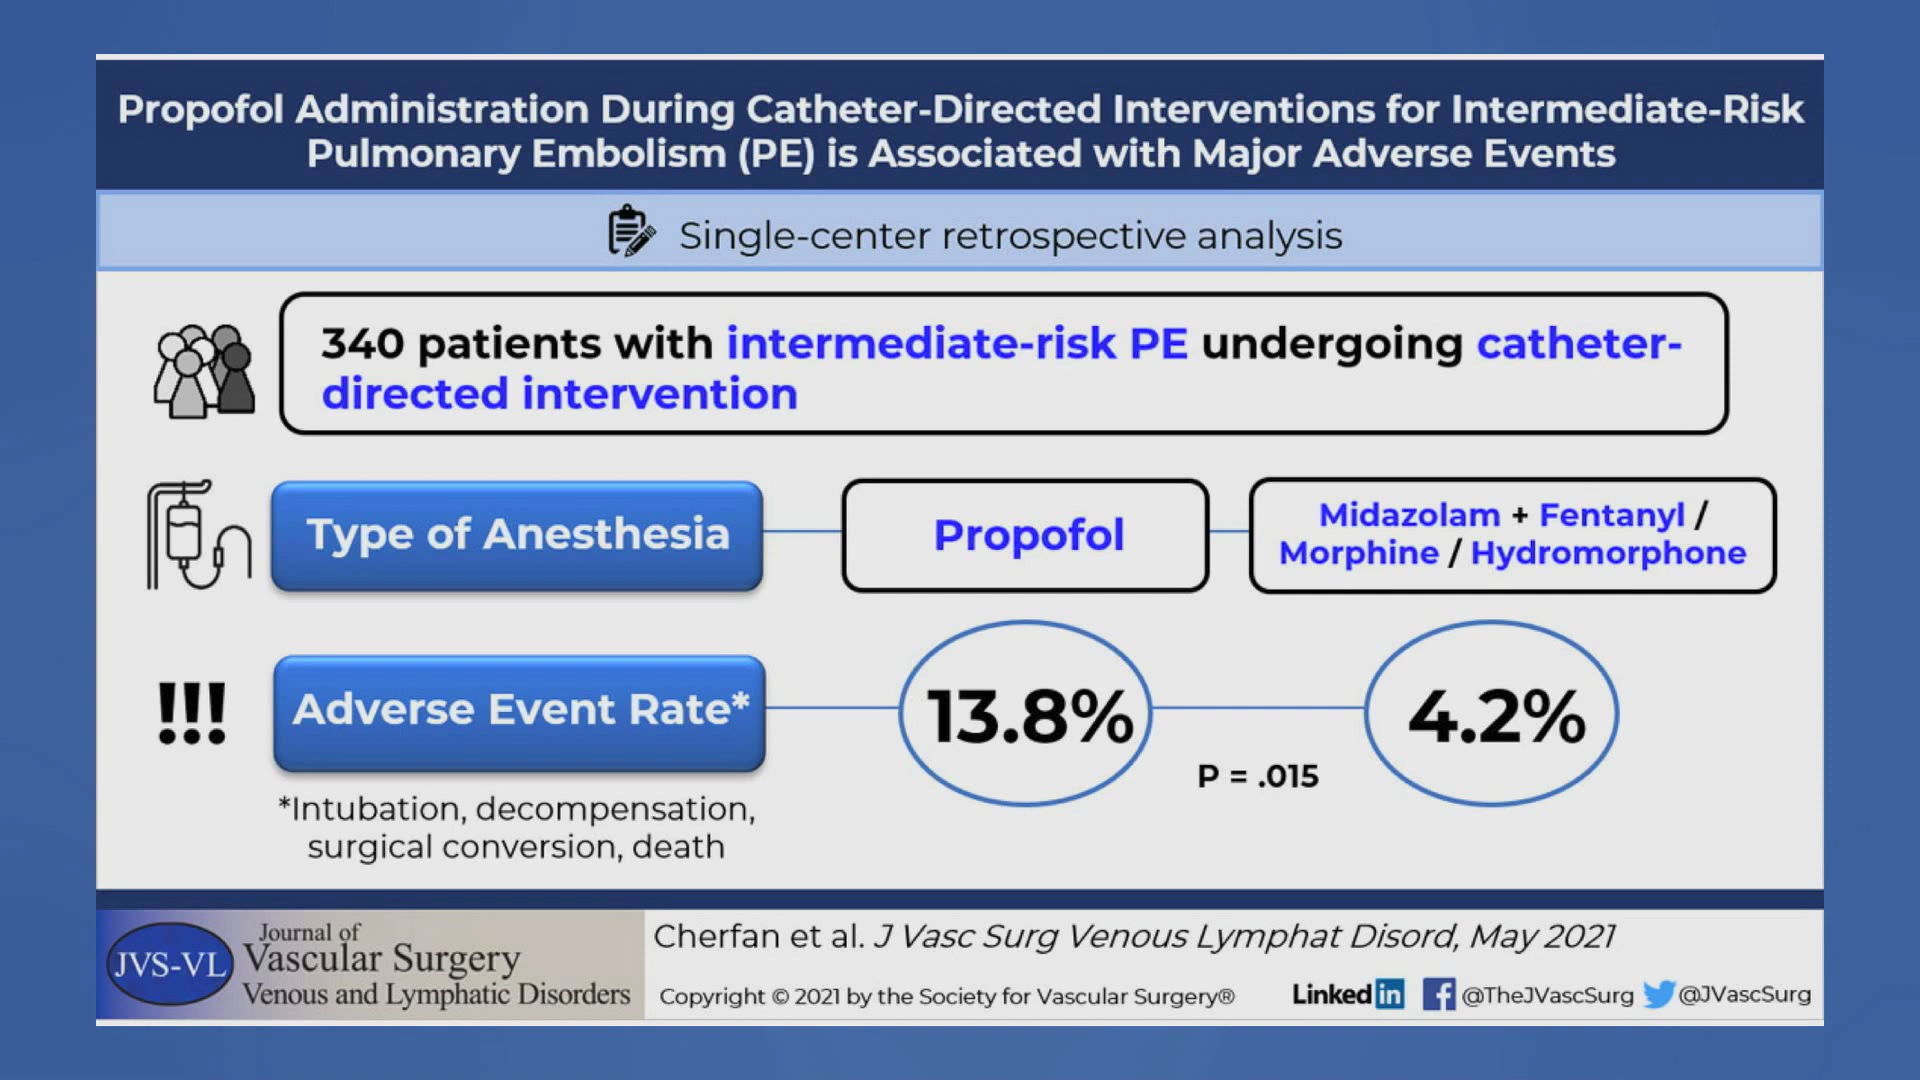 Propofol Administration During Catheter-Directed Interventions for Intermediate-Risk
Pulmonary Embolism (PE) is Associated with Major Adverse Events
Single-center retrospective analysis
340 patients with intermediate-risk PE undergoing catheter-
directed intervention
Type of Anesthesia
Propofol
Midazolam + Fentanyl /
Morphine / Hydromorphone
!!!
Adverse Event Rate*
13.8%
4.2%
P = .015
*Intubation, decompensation,
surgical conversion, death
JVS-VL
Journal of
Vascular Surgery
Venous and Lymphatic Disorders
Cherfan et al. J Vasc Surg Venous Lymphat Disord, May 2021
Copyright © 2021 by the Society for Vascular Surgery®
Linked in
f @TheJVascSurg
@JVascSurg